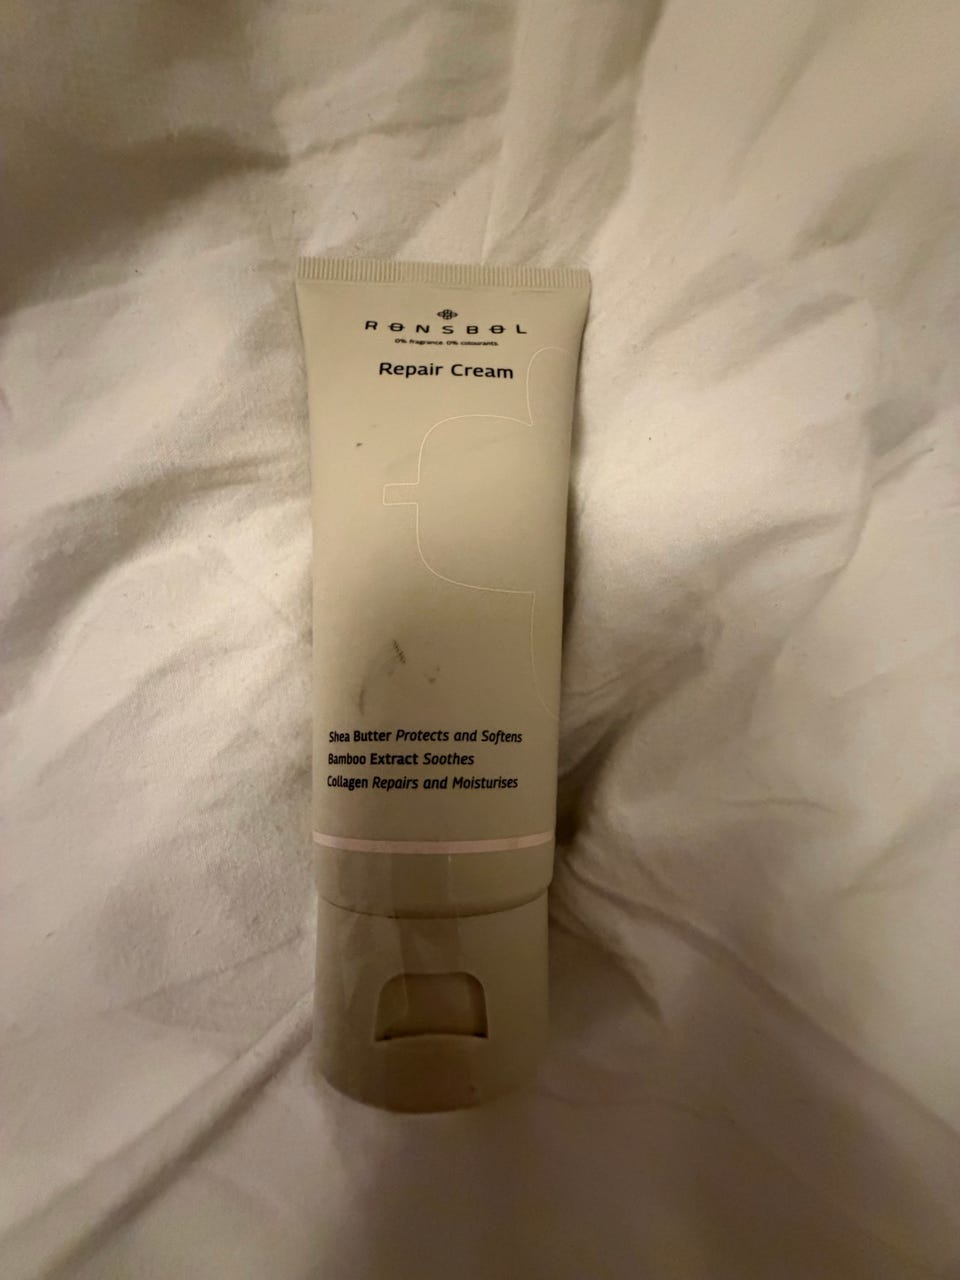 RØNSBØL
0% fragrance. 0% colourants.
Repair Cream
Shea Butter Protects and Softens
Bamboo Extract Soothes
Collagen Repairs and Moisturises